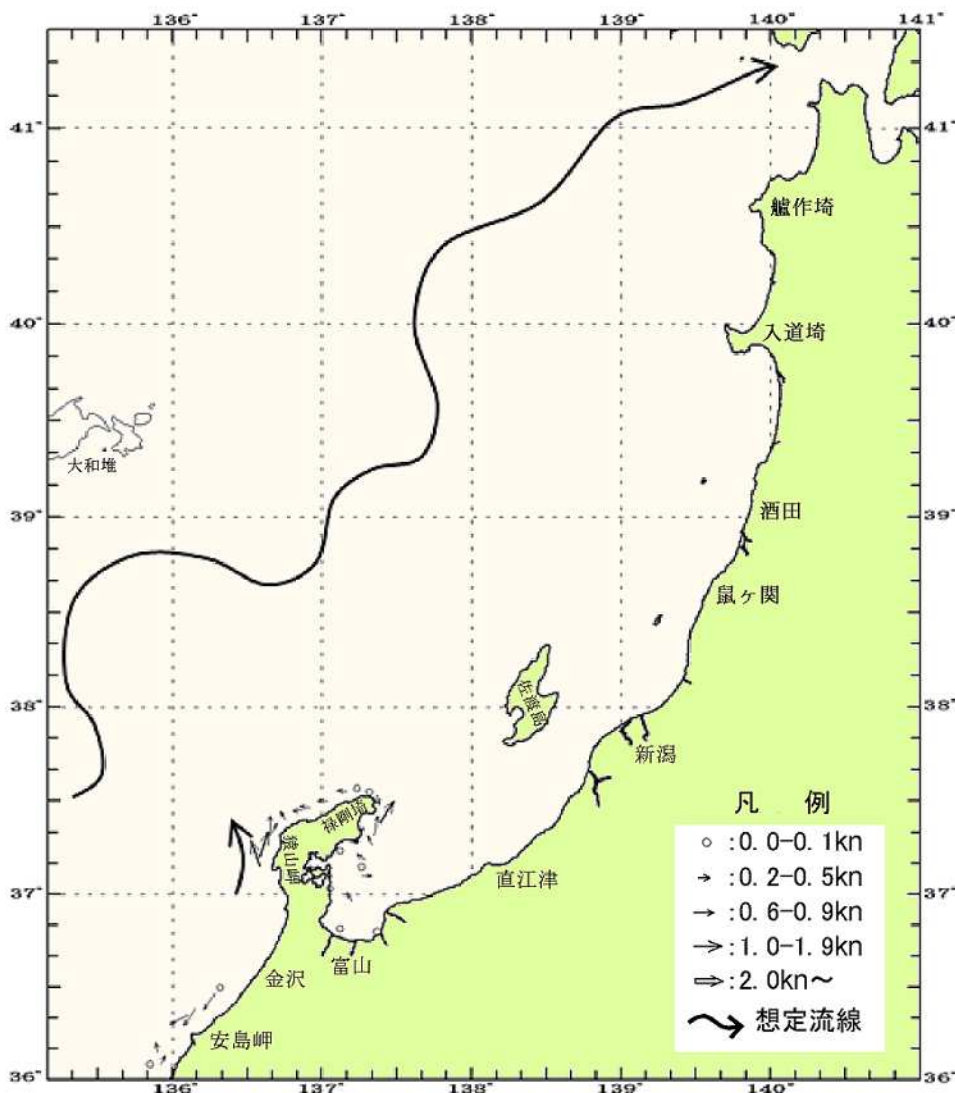 136° 137° 138° 139° 140° 141°
41° 41°
艫作埼
40° 入道埼 40°
大和堆
39° 酒田 39°
鼠ヶ関
佐渡島
38° 38°
新潟
禄剛埼
猿山岬
直江津
37° 37°
富山
金沢
安島岬
36° 36°
136° 137° 138° 139° 140°
凡 例
○:0.0-0.1kn
:0.2-0.5kn
:0.6-0.9kn
:1.0-1.9kn
:2.0kn～
:想定流線